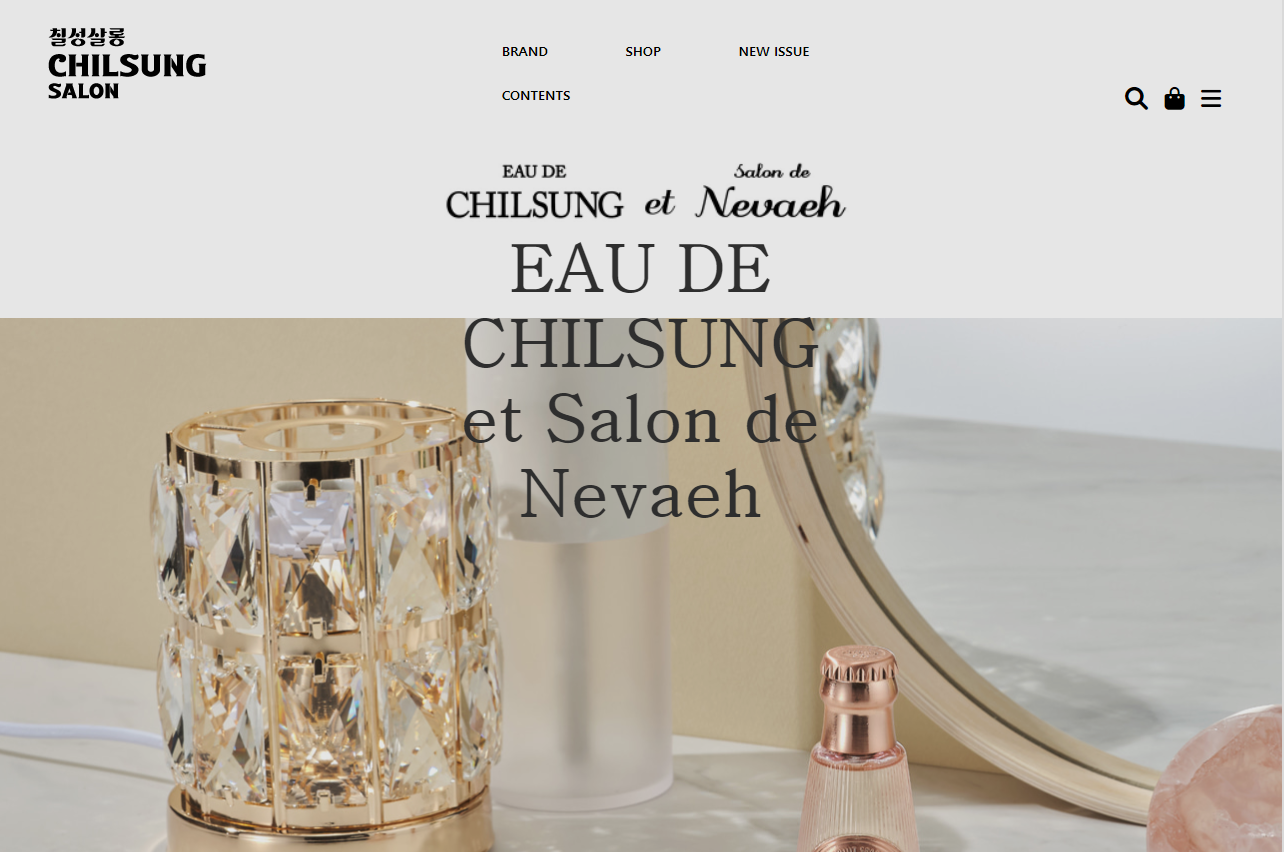 칠성살롱
CHILSUNG
SALON
BRAND SHOP NEW ISSUE
CONTENTS
EAU DE Salon de
CHILSUNG et Nevaeh
EAU DE
CHILSUNG
et Salon de
Nevaeh